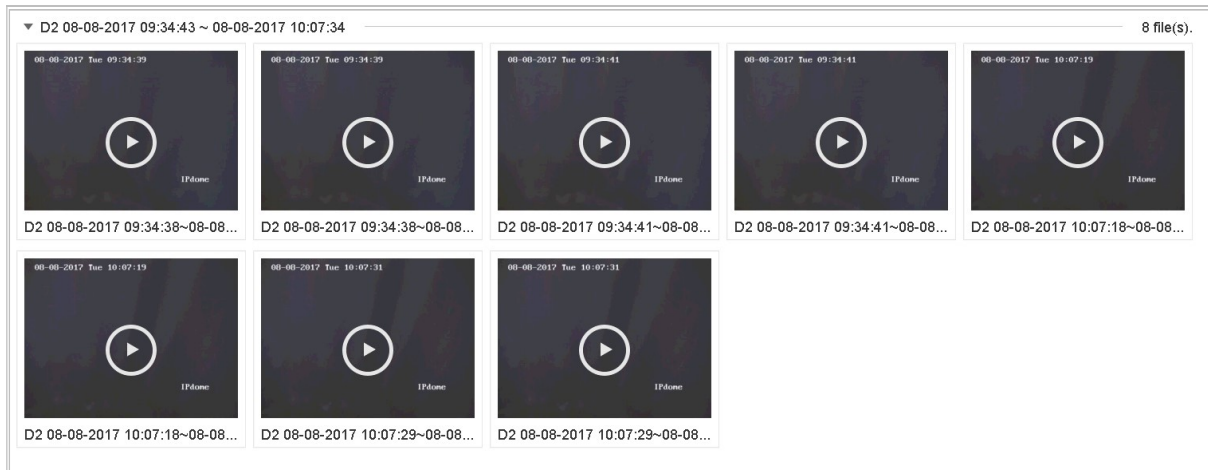 D2 08-08-2017 09:34:43 ~ 08-08-2017 10:07:34
8 file(s).
08-08-2017 Tue 09:34:39
IPdome
D2 08-08-2017 09:34:38~08-08...
08-08-2017 Tue 09:34:39
IPdome
D2 08-08-2017 09:34:38~08-08...
08-08-2017 Tue 09:34:41
IPdome
D2 08-08-2017 09:34:41~08-08...
08-08-2017 Tue 09:34:41
IPdome
D2 08-08-2017 09:34:41~08-08...
08-08-2017 Tue 10:07:19
IPdome
D2 08-08-2017 10:07:18~08-08...
08-08-2017 Tue 10:07:19
IPdome
D2 08-08-2017 10:07:18~08-08...
08-08-2017 Tue 10:07:31
IPdome
D2 08-08-2017 10:07:29~08-08...
08-08-2017 Tue 10:07:31
IPdome
D2 08-08-2017 10:07:29~08-08...